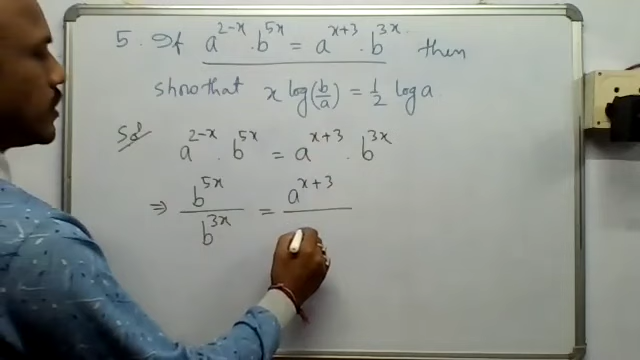 5. If a^{2-x} . b^{5x} = a^{x+3} . b^{3x} then
show that x log(b/a) = 1/2 log a
Sol
a^{2-x} . b^{5x} = a^{x+3} . b^{3x}
⇒ b^{5x}/b^{3x} = a^{x+3}/